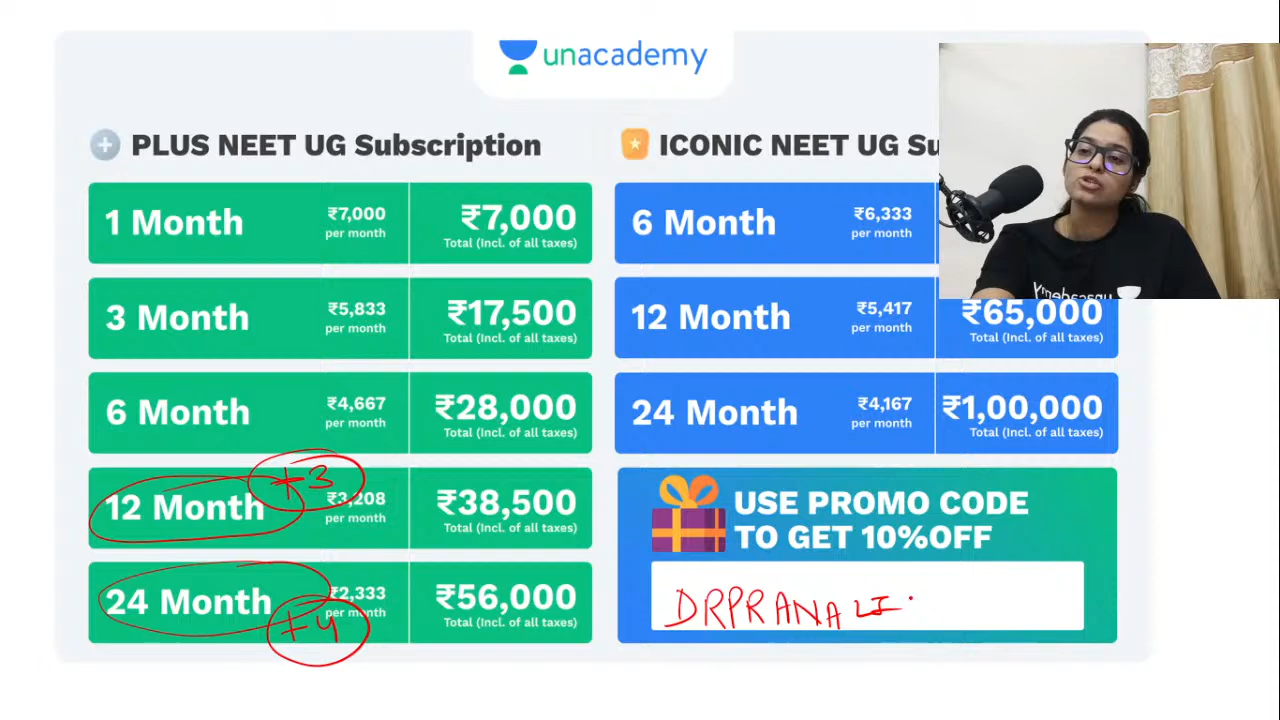 unacademy
PLUS NEET UG Subscription
1 Month ₹7,000 per month ₹7,000 Total (Incl. of all taxes)
3 Month ₹5,833 per month ₹17,500 Total (Incl. of all taxes)
6 Month ₹4,667 per month ₹28,000 Total (Incl. of all taxes)
12 Month +3 ₹3,208 per month ₹38,500 Total (Incl. of all taxes)
24 Month +4 ₹2,333 per month ₹56,000 Total (Incl. of all taxes)
ICONIC NEET UG Su
6 Month ₹6,333 per month
12 Month ₹5,417 per month ₹65,000 Total (Incl. of all taxes)
24 Month ₹4,167 per month ₹1,00,000 Total (Incl. of all taxes)
USE PROMO CODE
TO GET 10%OFF
DRPRANALI
unacademy